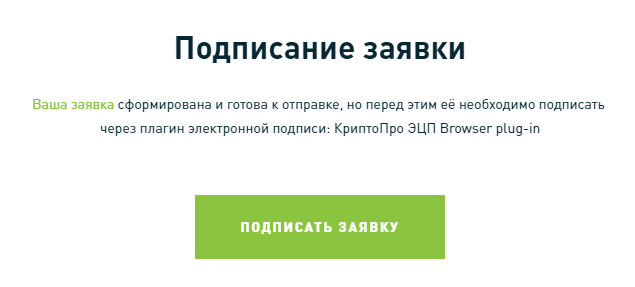 Подписание заявки
Ваша заявка сформирована и готова к отправке, но перед этим её необходимо подписать
через плагин электронной подписи: КриптоПро ЭЦП Browser plug-in
ПОДПИСАТЬ ЗАЯВКУ